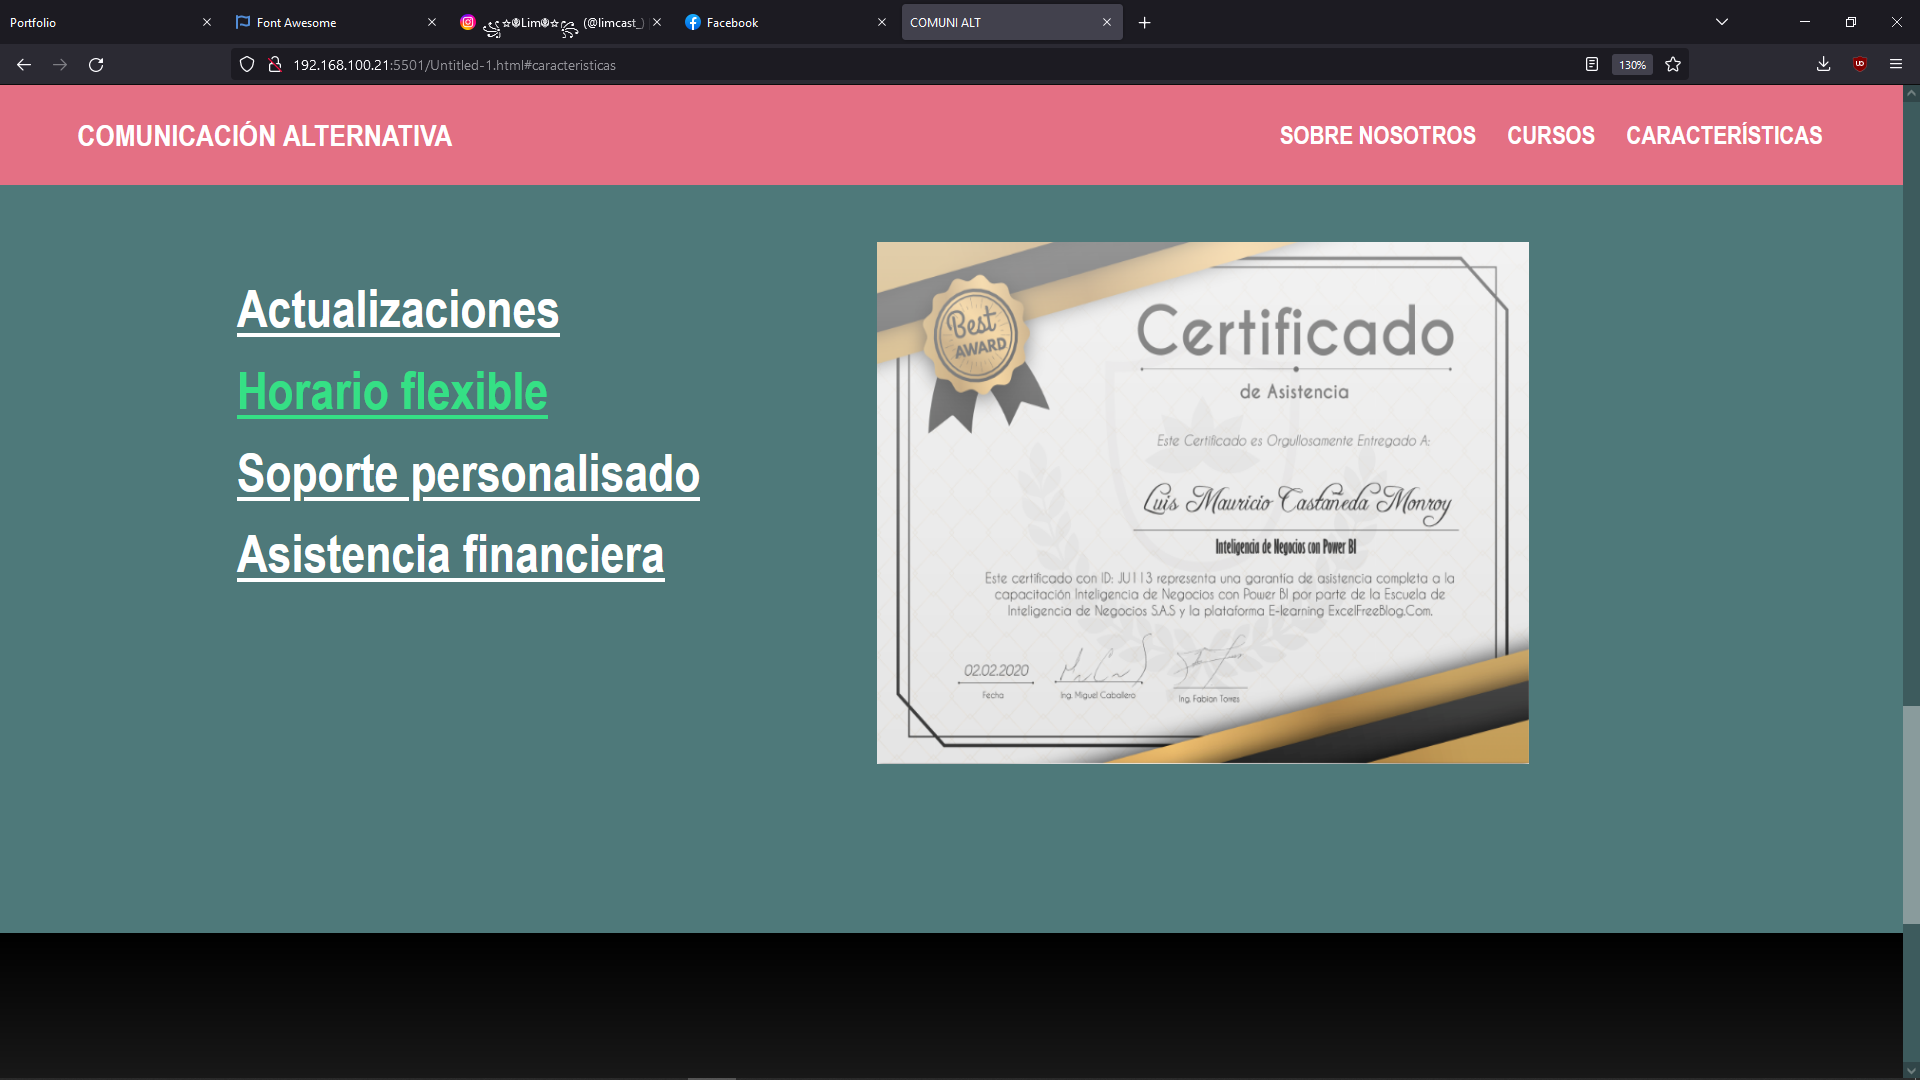 Portfolio
Font Awesome
꧁☆☬Lim☬☆꧂ (@limcast_)
Facebook
COMUNI ALT
192.168.100.21:5501/Untitled-1.html#caracteristicas
130%
COMUNICACIÓN ALTERNATIVA
SOBRE NOSOTROS CURSOS CARACTERÍSTICAS
Actualizaciones
Horario flexible
Soporte personalisado
Asistencia financiera
Best
AWARD
Certificado
de Asistencia
Este Certificado es Orgullosamente Entregado A:
Luis Mauricio Castañeda Monroy
Inteligencia de Negocios con Power BI
Este certificado con ID: JU113 representa una garantía de asistencia completa a la
capacitación Inteligencia de Negocios con Power BI por parte de la Escuela de
Inteligencia de Negocios S.A.S y la plataforma E-learning ExcelFreeBlog.Com.
02.02.2020
Fecha
Ing. Miguel Caballero
Ing. Fabian Torres